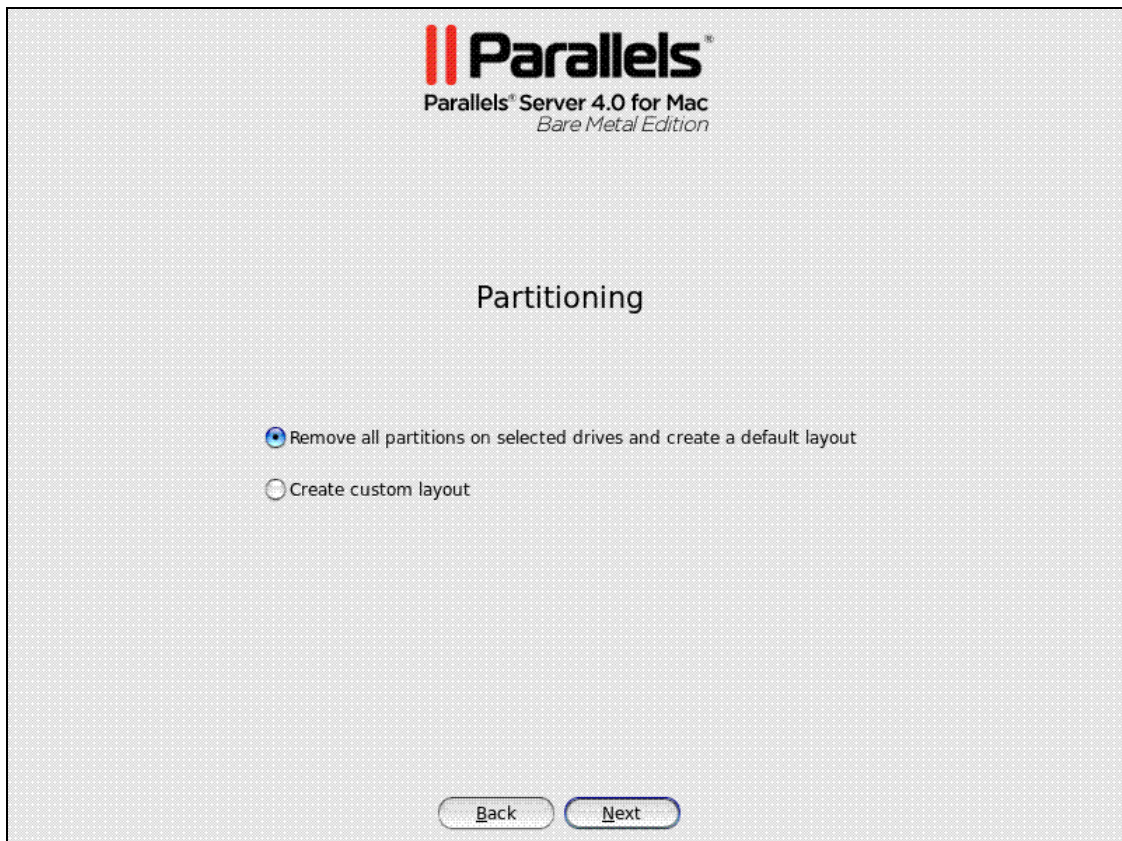 Parallels®
Parallels® Server 4.0 for Mac
Bare Metal Edition
Partitioning
Remove all partitions on selected drives and create a default layout
Create custom layout
Back
Next